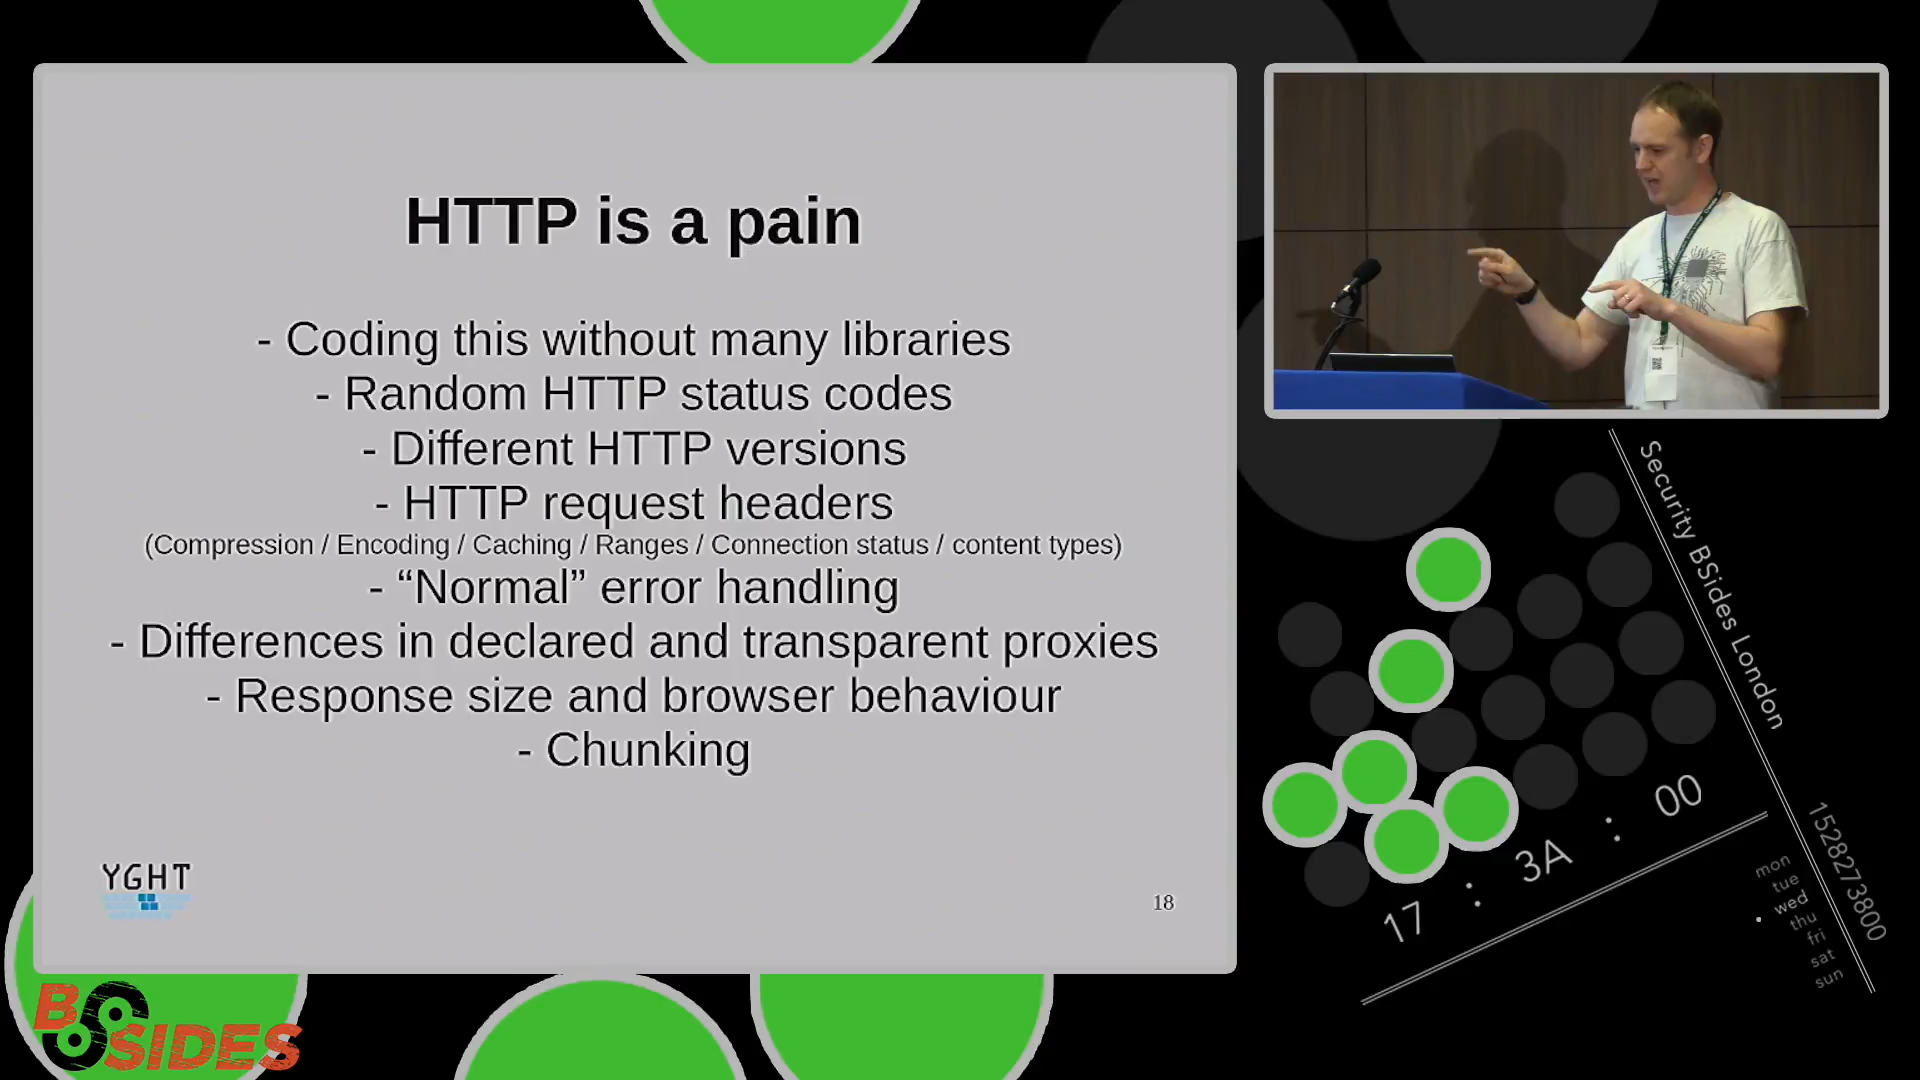 HTTP is a pain
- Coding this without many libraries
- Random HTTP status codes
- Different HTTP versions
- HTTP request headers
(Compression / Encoding / Caching / Ranges / Connection status / content types)
- “Normal” error handling
- Differences in declared and transparent proxies
- Response size and browser behaviour
- Chunking
YGHT
18
BSIDES
Security BSides London
17 : 3A : 00
1528273800
mon
tue
wed
thu
fri
sat
sun